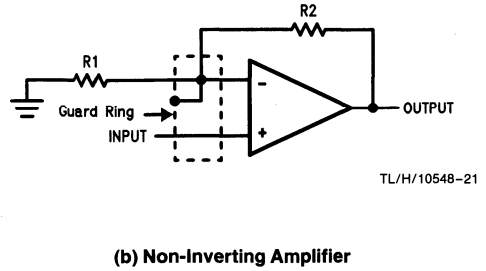 R2
R1
-
Guard Ring
OUTPUT
INPUT
+
TL/H/10548-21
(b) Non-Inverting Amplifier